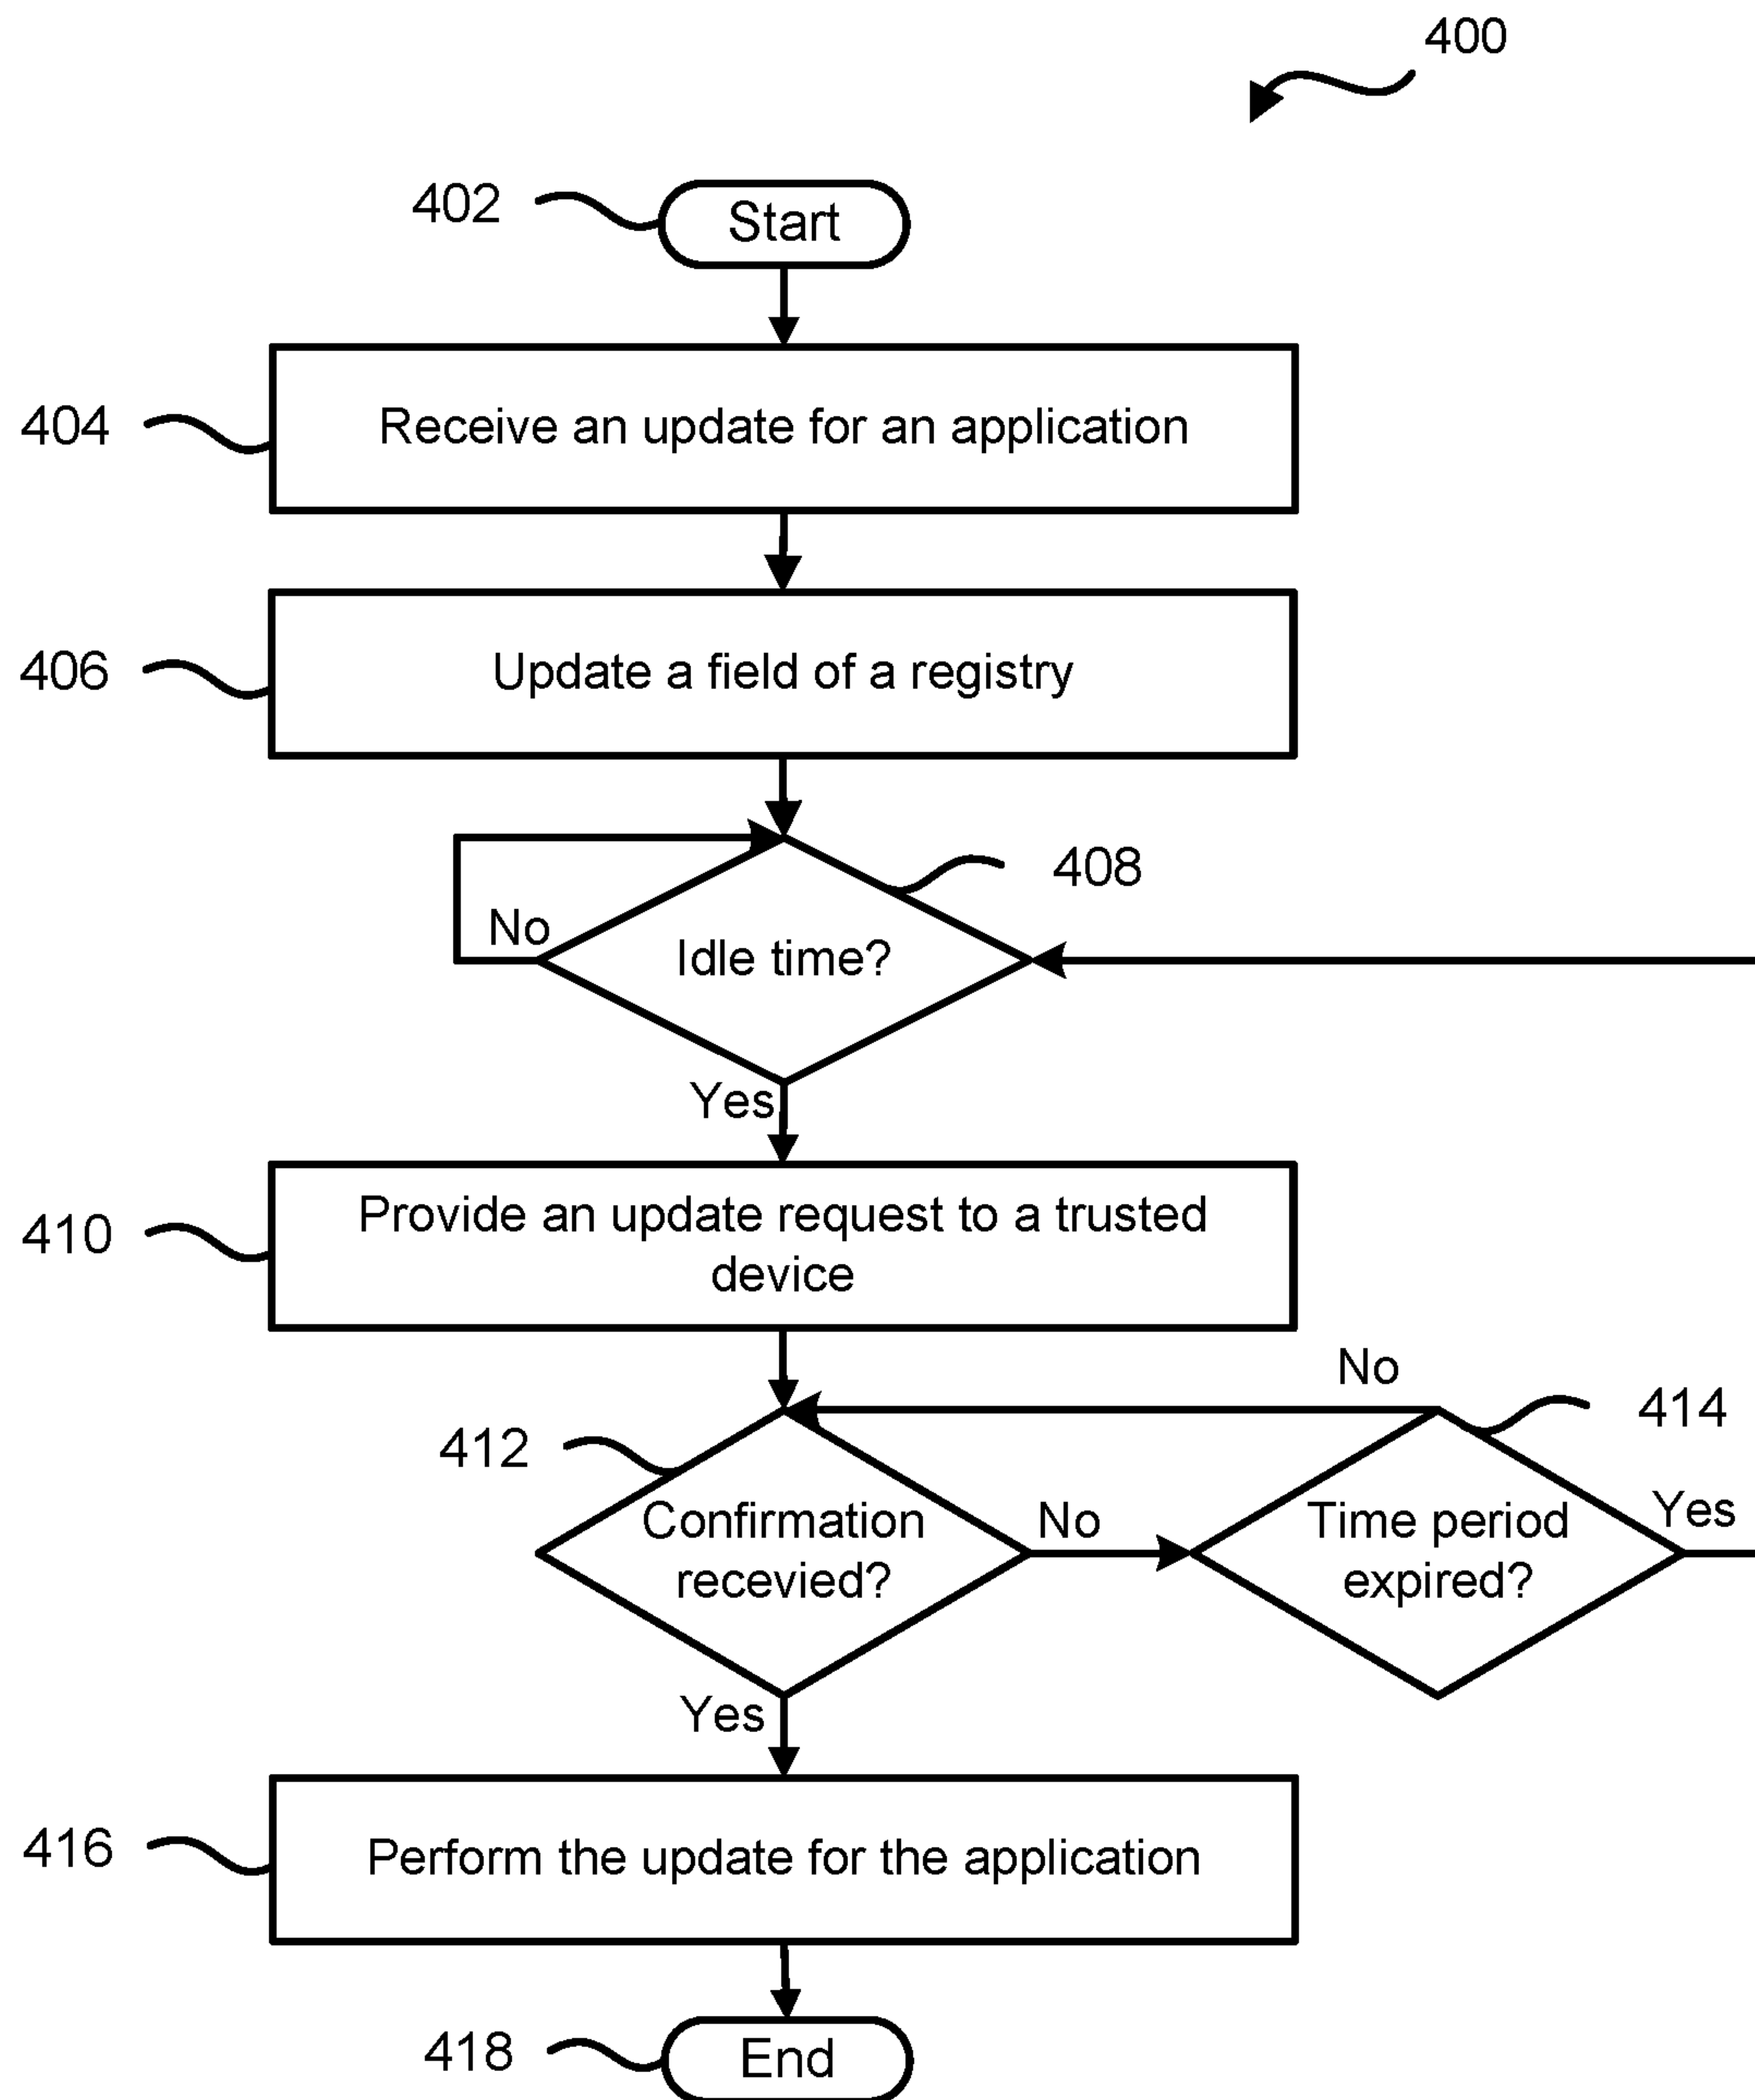 400
402
Start
404
Receive an update for an application
406
Update a field of a registry
408
No
Idle time?
Yes
410
Provide an update request to a trusted
device
No
414
412
Confirmation
recevied?
No
Time period
expired?
Yes
Yes
416
Perform the update for the application
418
End